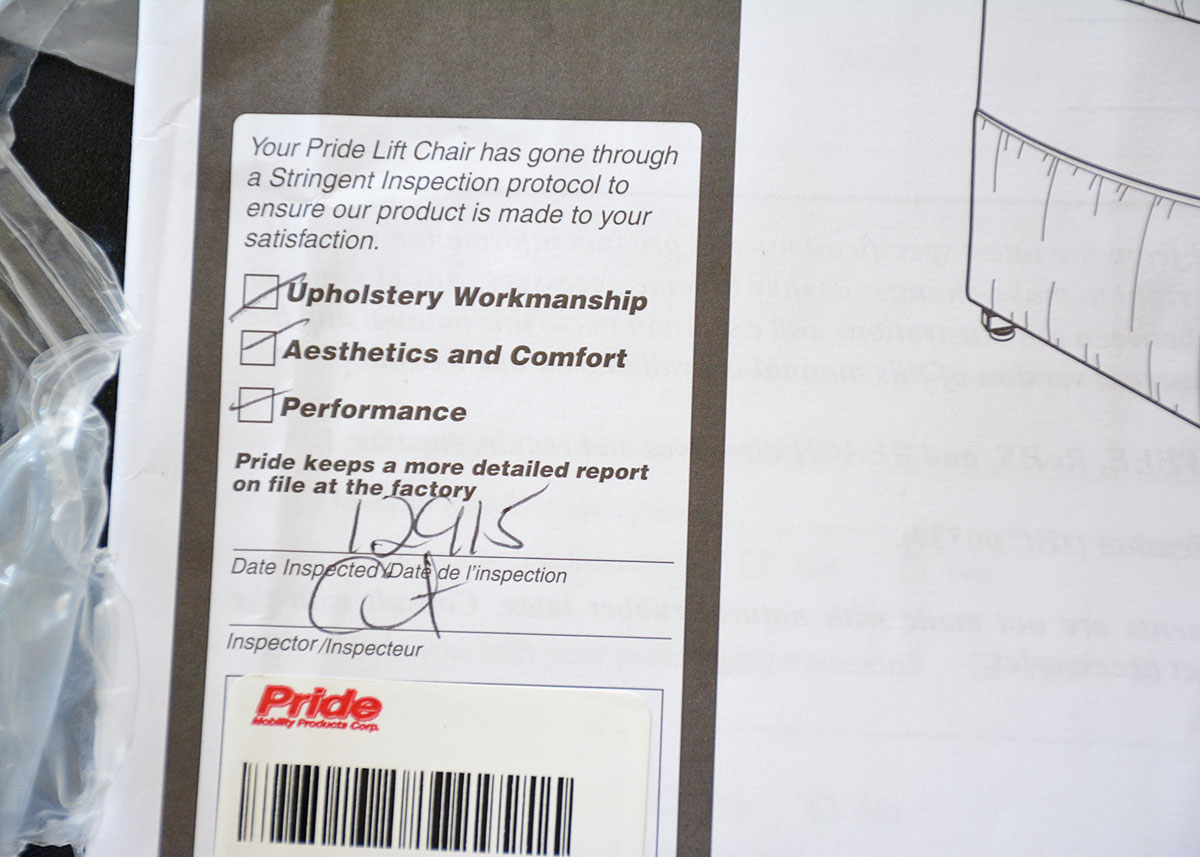 Your Pride Lift Chair has gone through
a Stringent Inspection protocol to
ensure our product is made to your
satisfaction.
Upholstery Workmanship
Aesthetics and Comfort
Performance
Pride keeps a more detailed report
on file at the factory
12915
Date Inspected/Date de l'inspection
Inspector/Inspecteur
Pride
Mobility Products Corp.